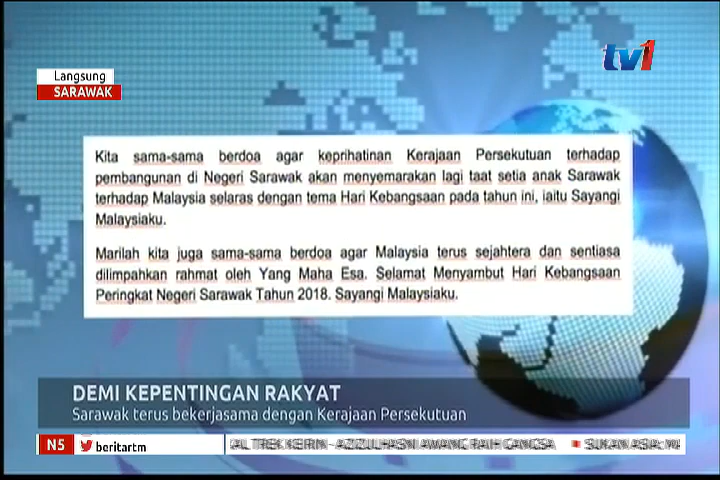 tv1
Langsung
SARAWAK
Kita sama-sama berdoa agar keprihatinan Kerajaan Persekutuan terhadap
pembangunan di Negeri Sarawak akan menyemarakan lagi taat setia anak Sarawak
terhadap Malaysia selaras dengan tema Hari Kebangsaan pada tahun ini, iaitu Sayangi
Malaysiaku.
Marilah kita juga sama-sama berdoa agar Malaysia terus sejahtera dan sentiasa
dilimpahkan rahmat oleh Yang Maha Esa. Selamat Menyambut Hari Kebangsaan
Peringkat Negeri Sarawak Tahun 2018. Sayangi Malaysiaku.
DEMI KEPENTINGAN RAKYAT
Sarawak terus bekerjasama dengan Kerajaan Persekutuan
N5 beritartm